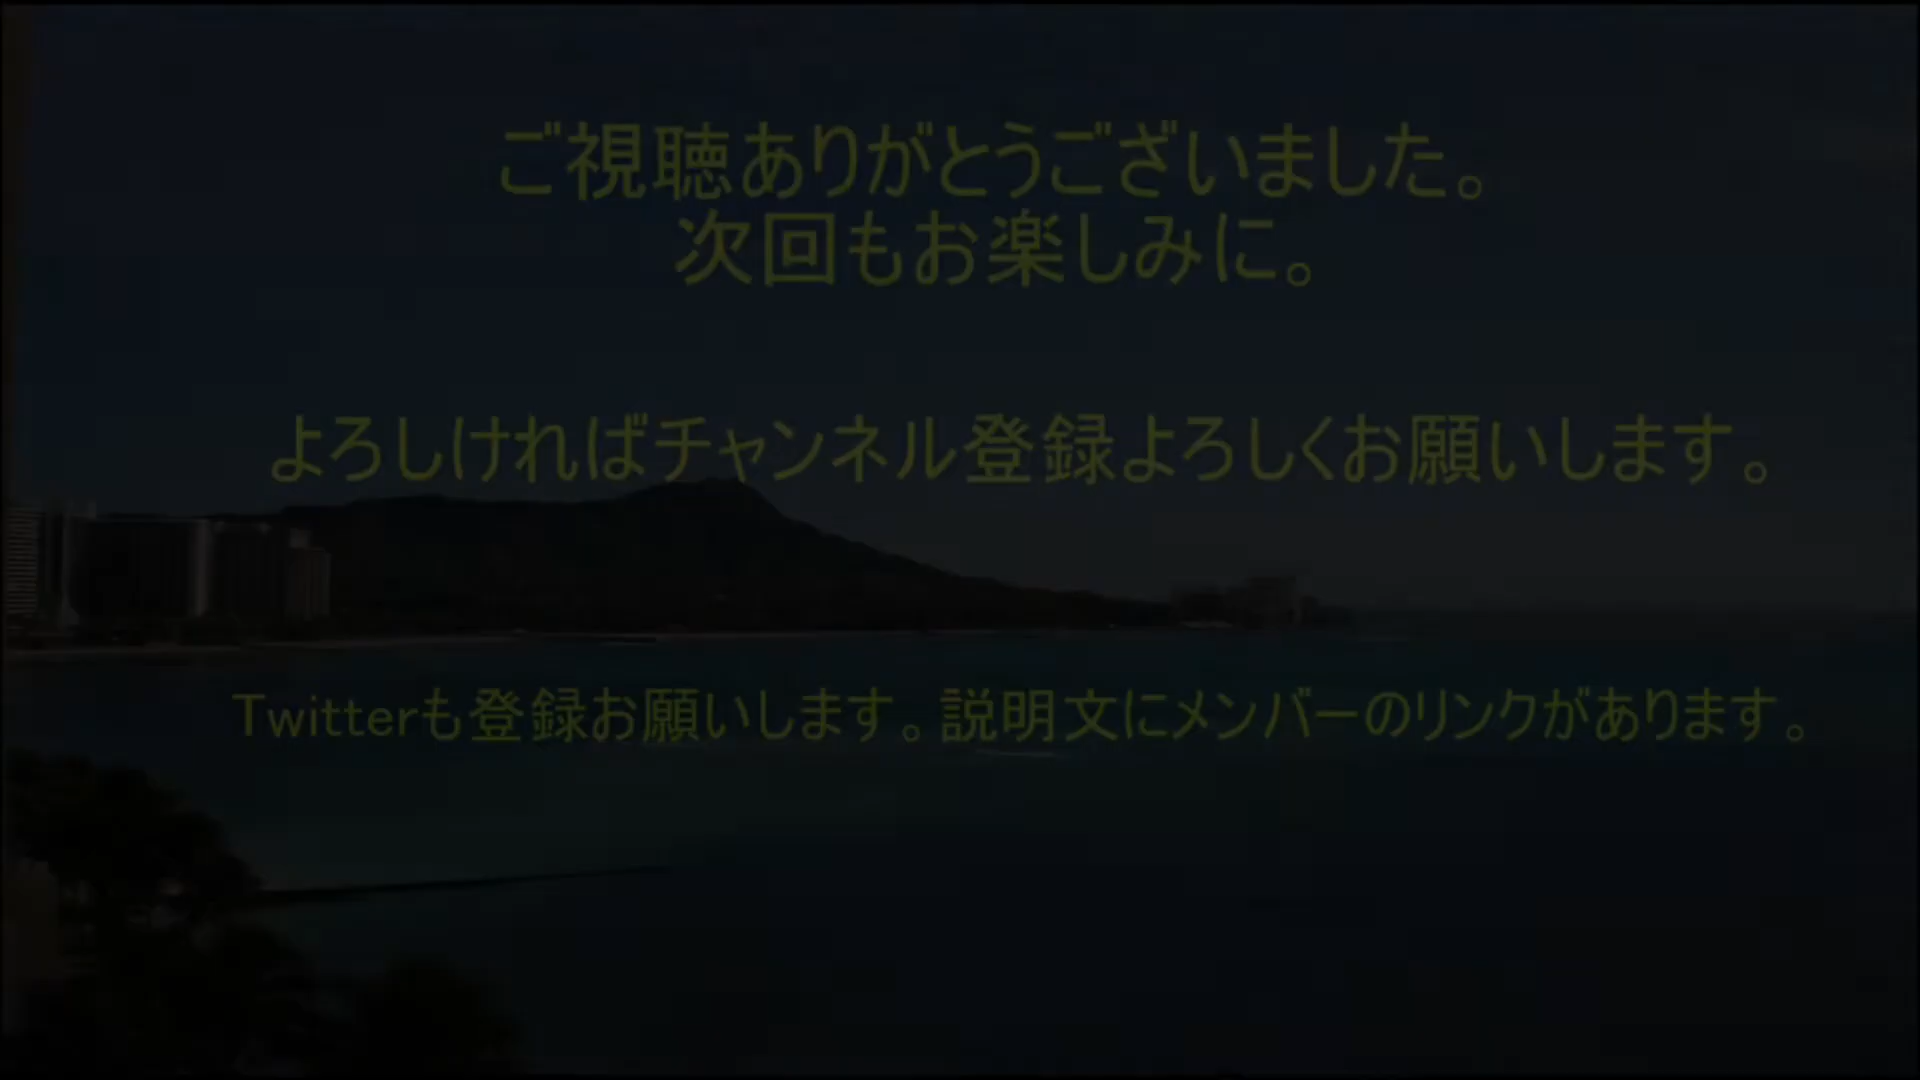 ご視聴ありがとうございました。
次回もお楽しみに。
よろしければチャンネル登録よろしくお願いします。
Twitterも登録お願いします。説明文にメンバーのリンクがあります。